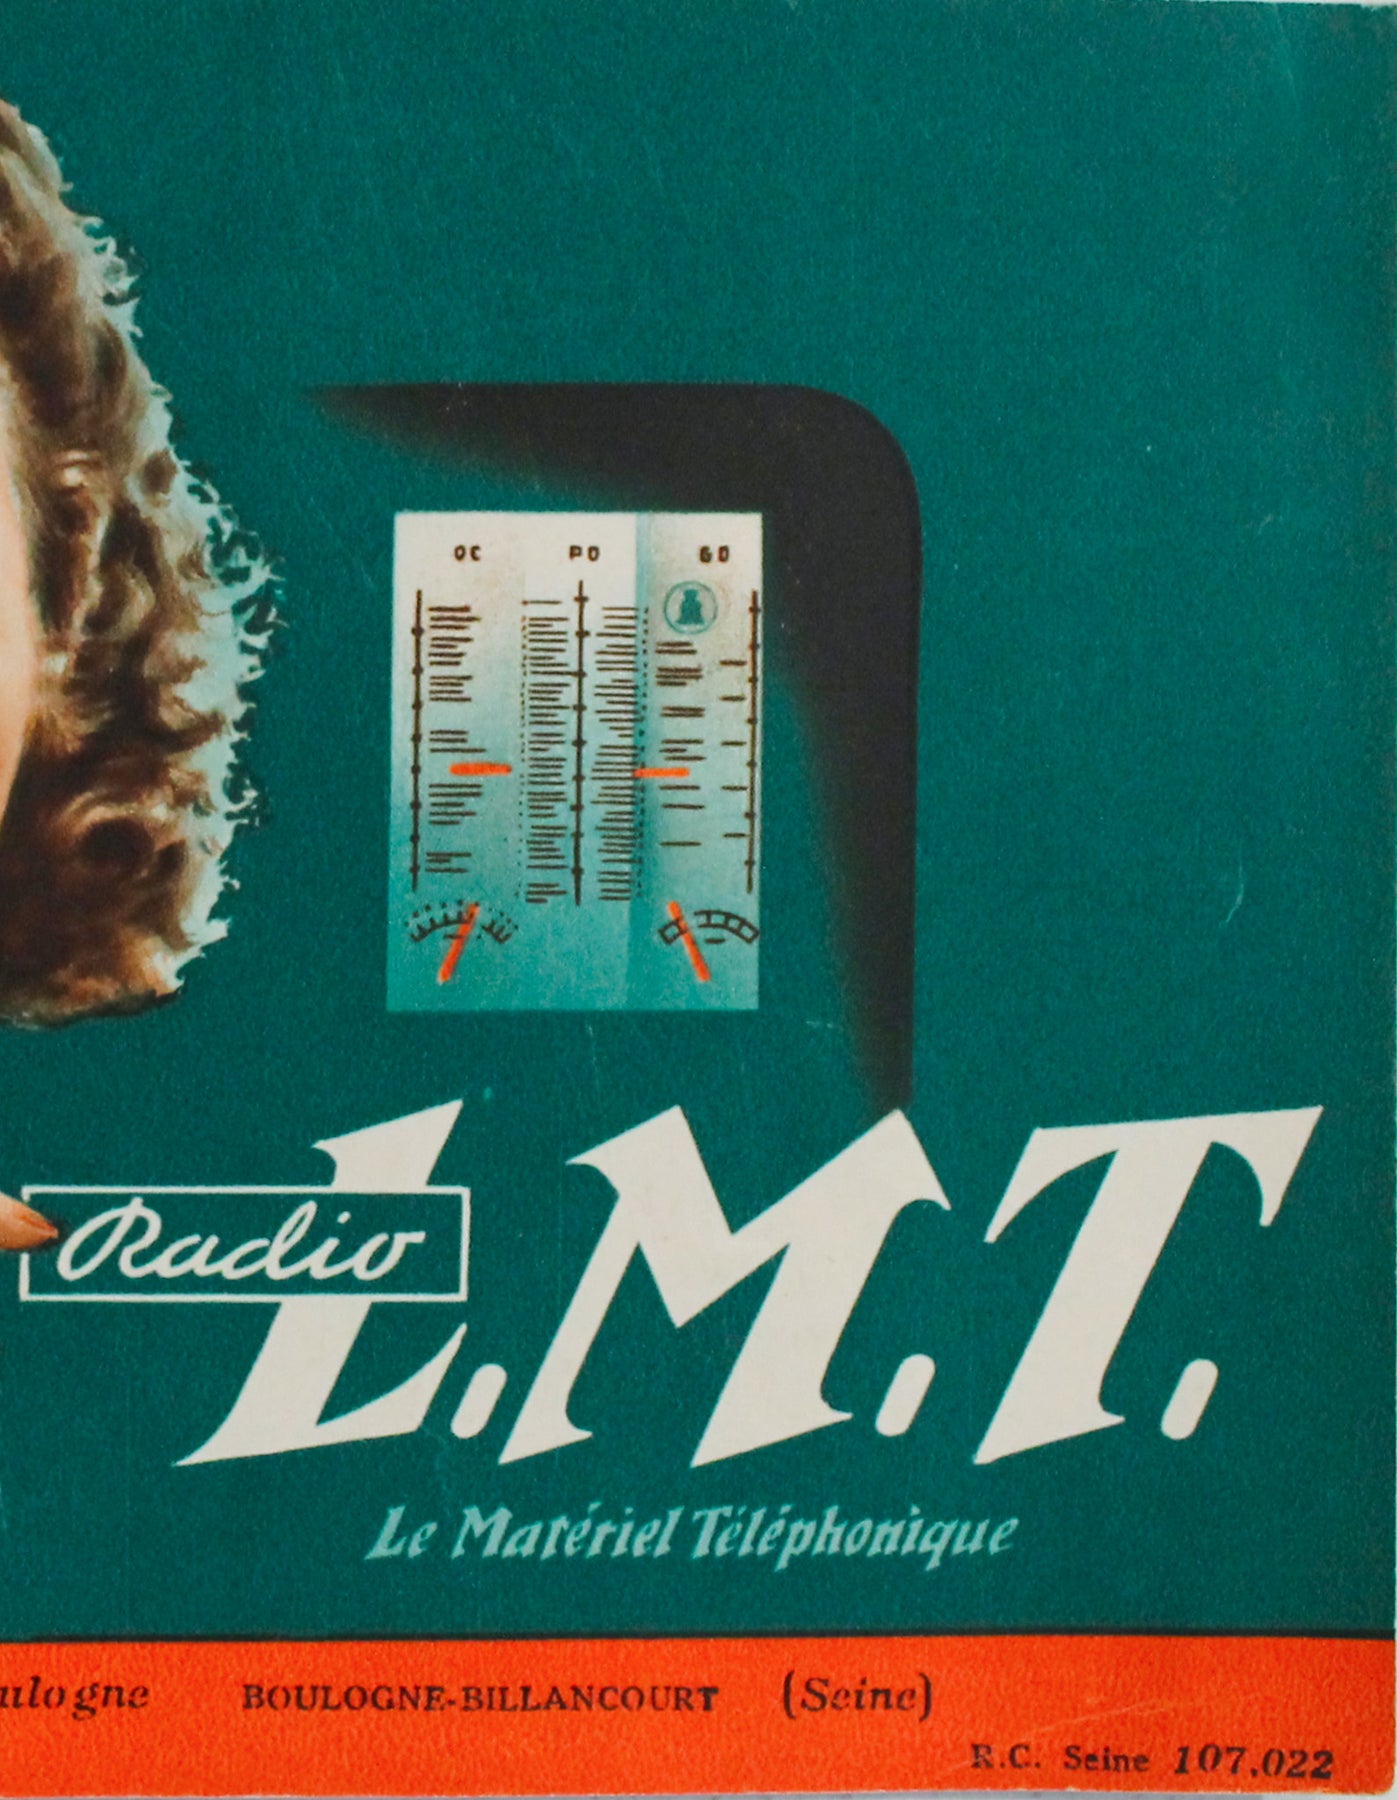 OC PO GO
Radio
L.M.T.
Le Matériel Téléphonique
ulogne BOULOGNE-BILLANCOURT (Seine)
R.C. Seine 107.022